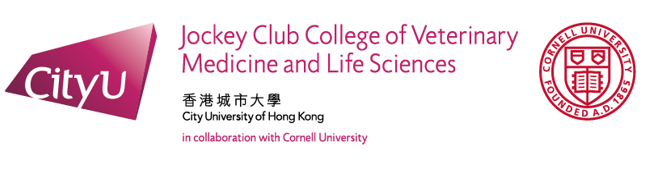 CityU
Jockey Club College of Veterinary
Medicine and Life Sciences
香港城市大學
City University of Hong Kong
in collaboration with Cornell University
CORNELL UNIVERSITY
FOUNDED A.D. 1865